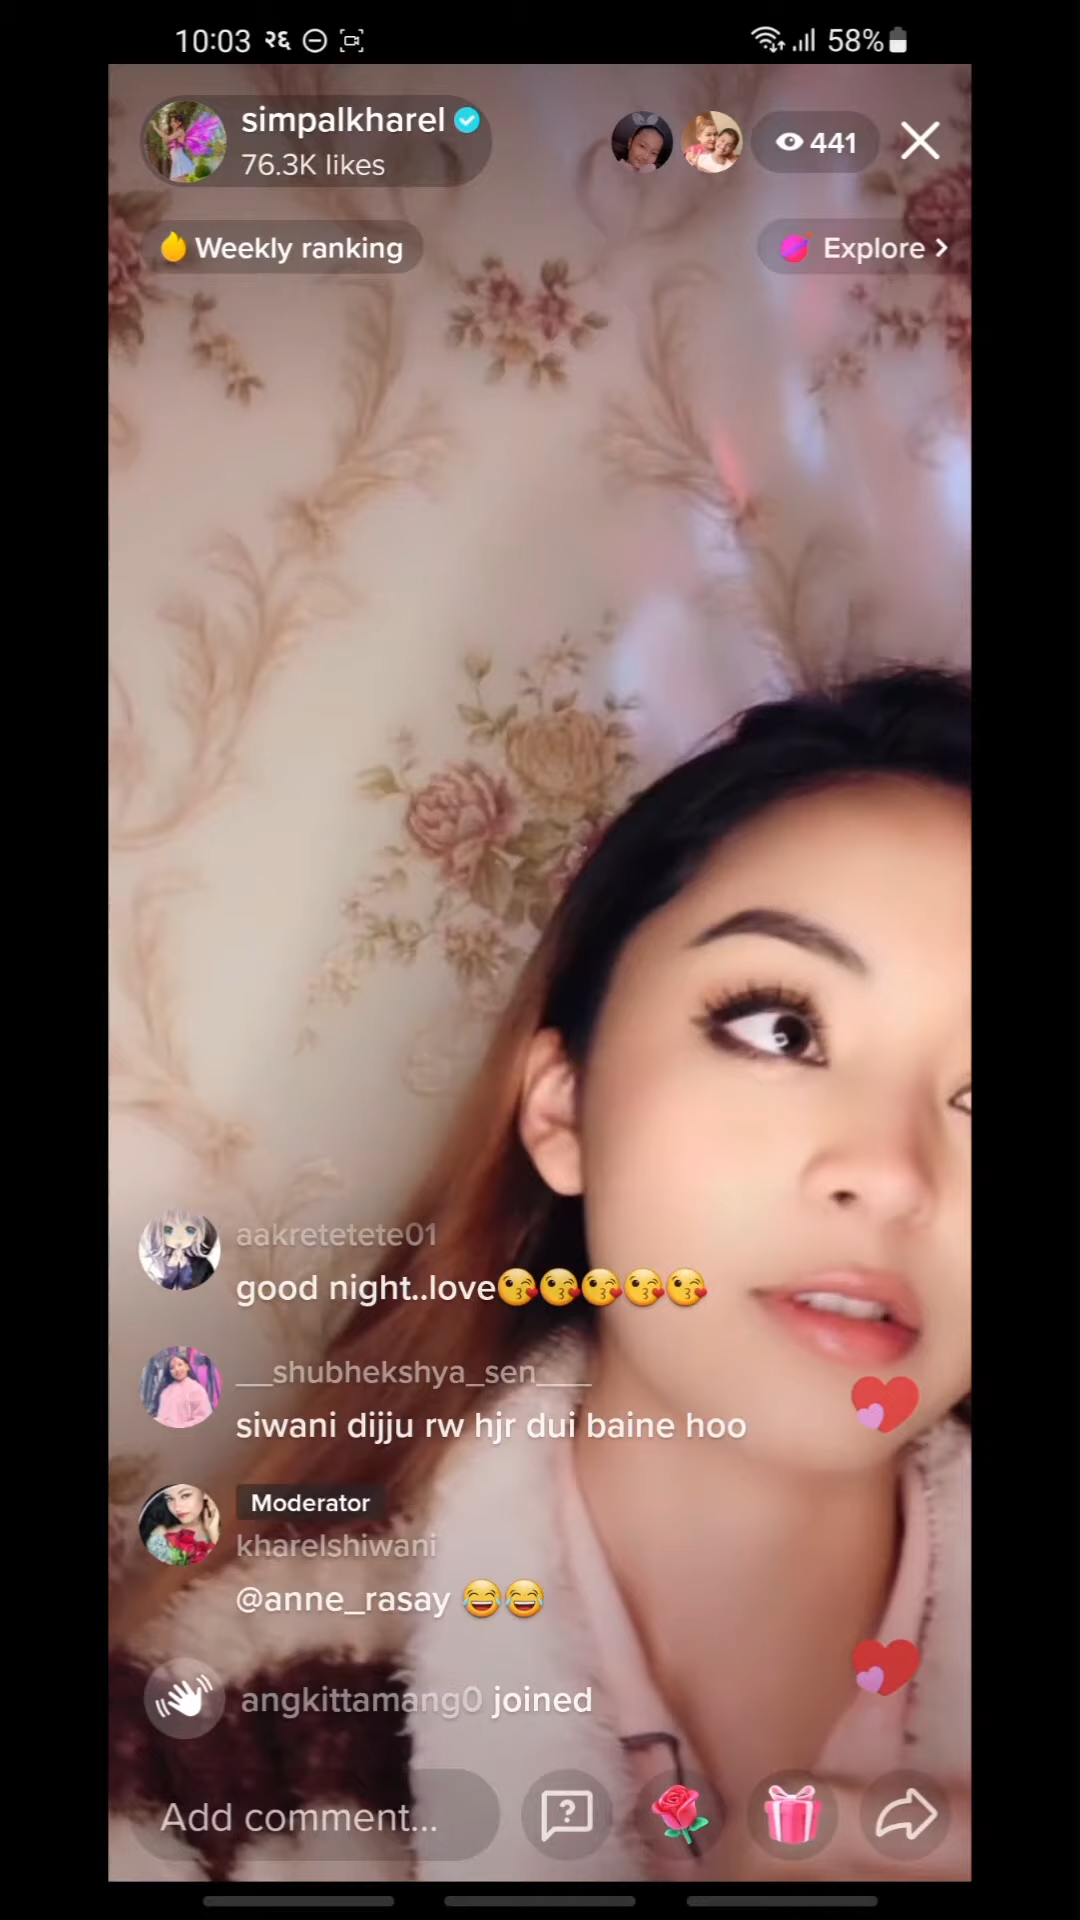 10:03 २६ 58%
simpalkharel
76.3K likes
441
Weekly ranking
Explore >
aakretetete01
good night..love😘😘😘😘😘
__shubhekshya_sen___
siwani dijju rw hjr dui baine hoo
Moderator
kharelshiwani
@anne_rasay 😂😂
angkittamang0 joined
Add comment...